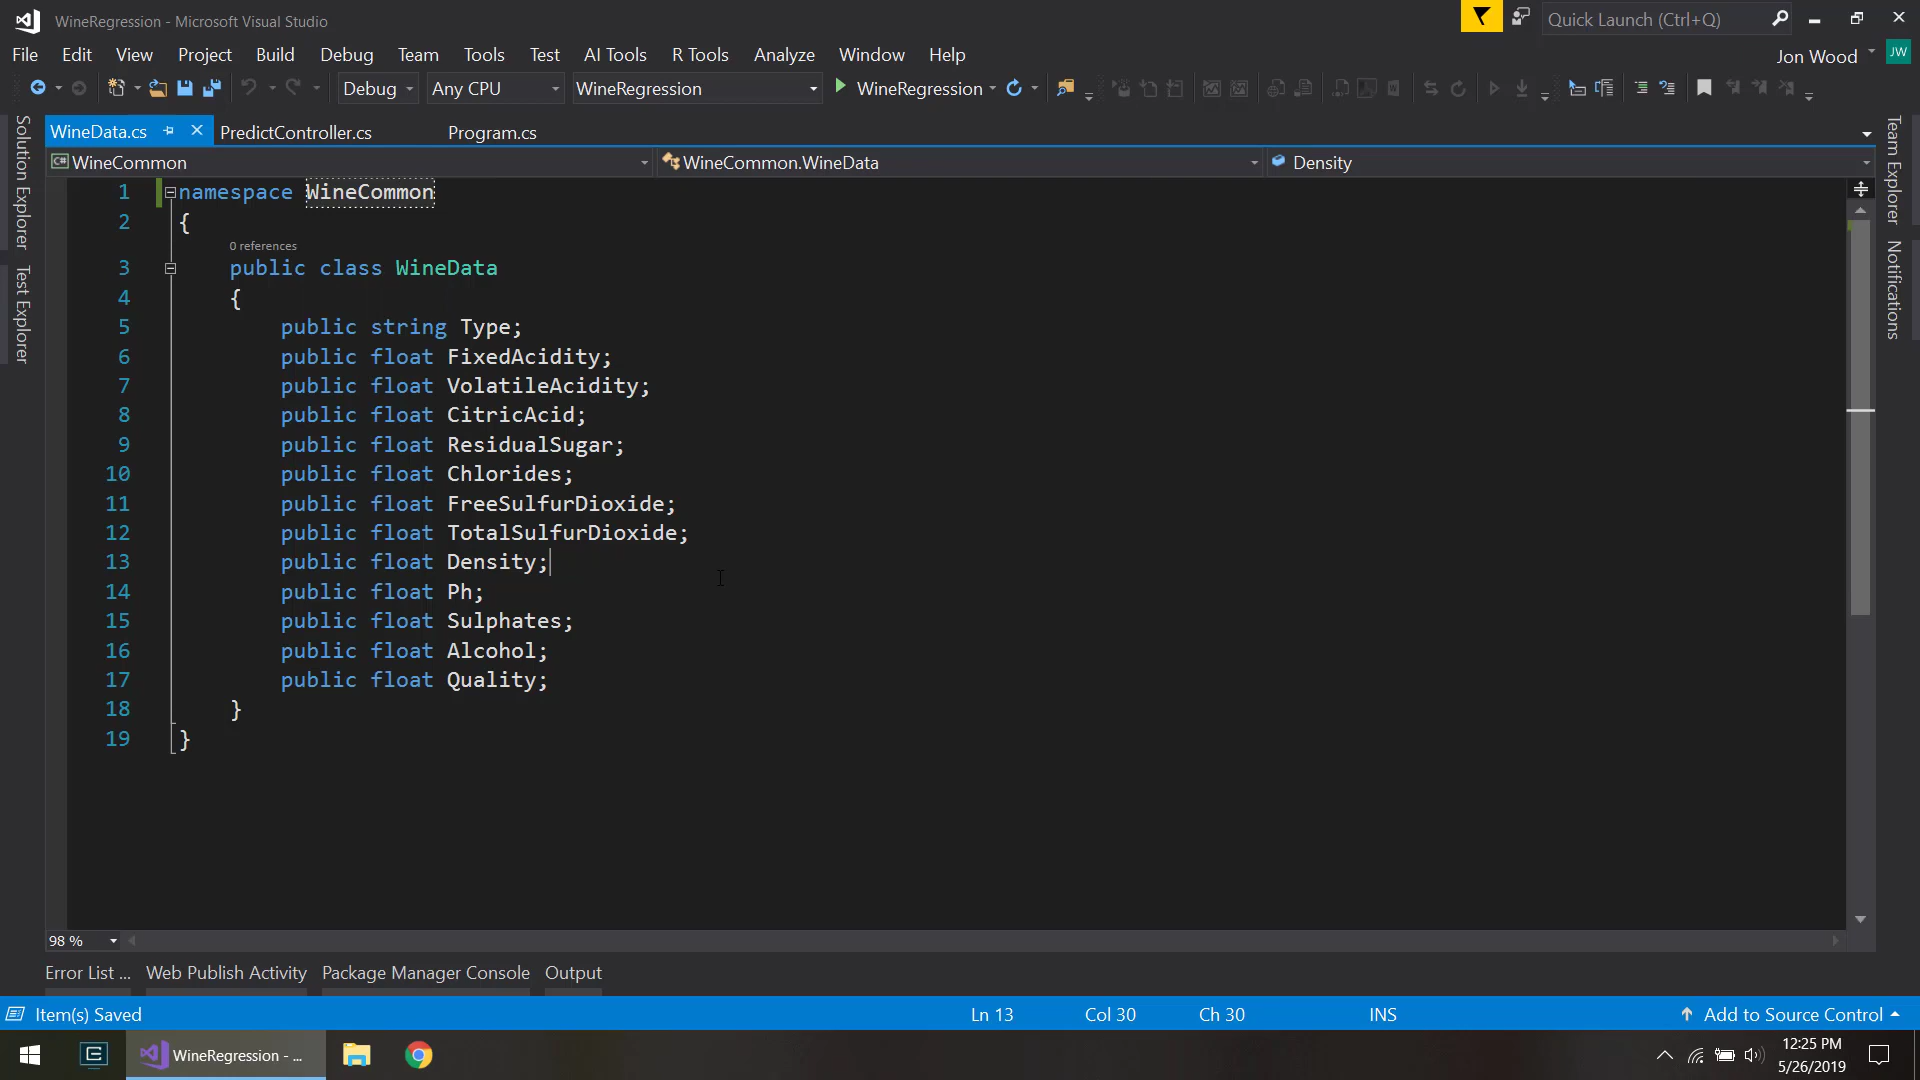 WineRegression - Microsoft Visual Studio
Quick Launch (Ctrl+Q)
File Edit View Project Build Debug Team Tools Test AI Tools R Tools Analyze Window Help
Jon Wood JW
Debug Any CPU WineRegression WineRegression
WineData.cs PredictController.cs Program.cs
WineCommon WineCommon.WineData Density
Solution Explorer
Test Explorer
Team Explorer
Notifications
1 namespace WineCommon
2 {
0 references
3 public class WineData
4 {
5 public string Type;
6 public float FixedAcidity;
7 public float VolatileAcidity;
8 public float CitricAcid;
9 public float ResidualSugar;
10 public float Chlorides;
11 public float FreeSulfurDioxide;
12 public float TotalSulfurDioxide;
13 public float Density;
14 public float Ph;
15 public float Sulphates;
16 public float Alcohol;
17 public float Quality;
18 }
19 }
98 %
Error List ... Web Publish Activity Package Manager Console Output
Item(s) Saved Ln 13 Col 30 Ch 30 INS Add to Source Control
WineRegression - ...
12:25 PM
5/26/2019